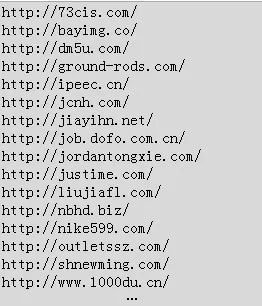 http://73cis.com/
http://bayimg.co/
http://dm5u.com/
http://ground-rods.com/
http://ipeec.cn/
http://jcnh.com/
http://jiayihn.net/
http://job.dofo.com.cn/
http://jordantongxie.com/
http://justime.com/
http://liujiafl.com/
http://nbhd.biz/
http://nike599.com/
http://outletssz.com/
http://shnewming.com/
http://www.1000du.cn/
…